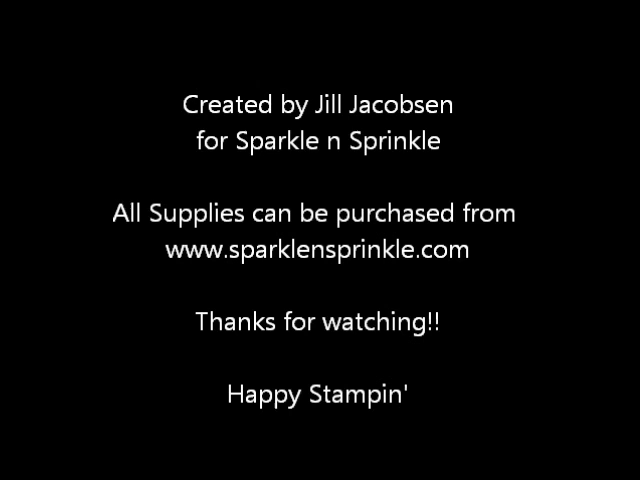 Created by Jill Jacobsen
for Sparkle n Sprinkle
All Supplies can be purchased from
www.sparklensprinkle.com
Thanks for watching!!
Happy Stampin'